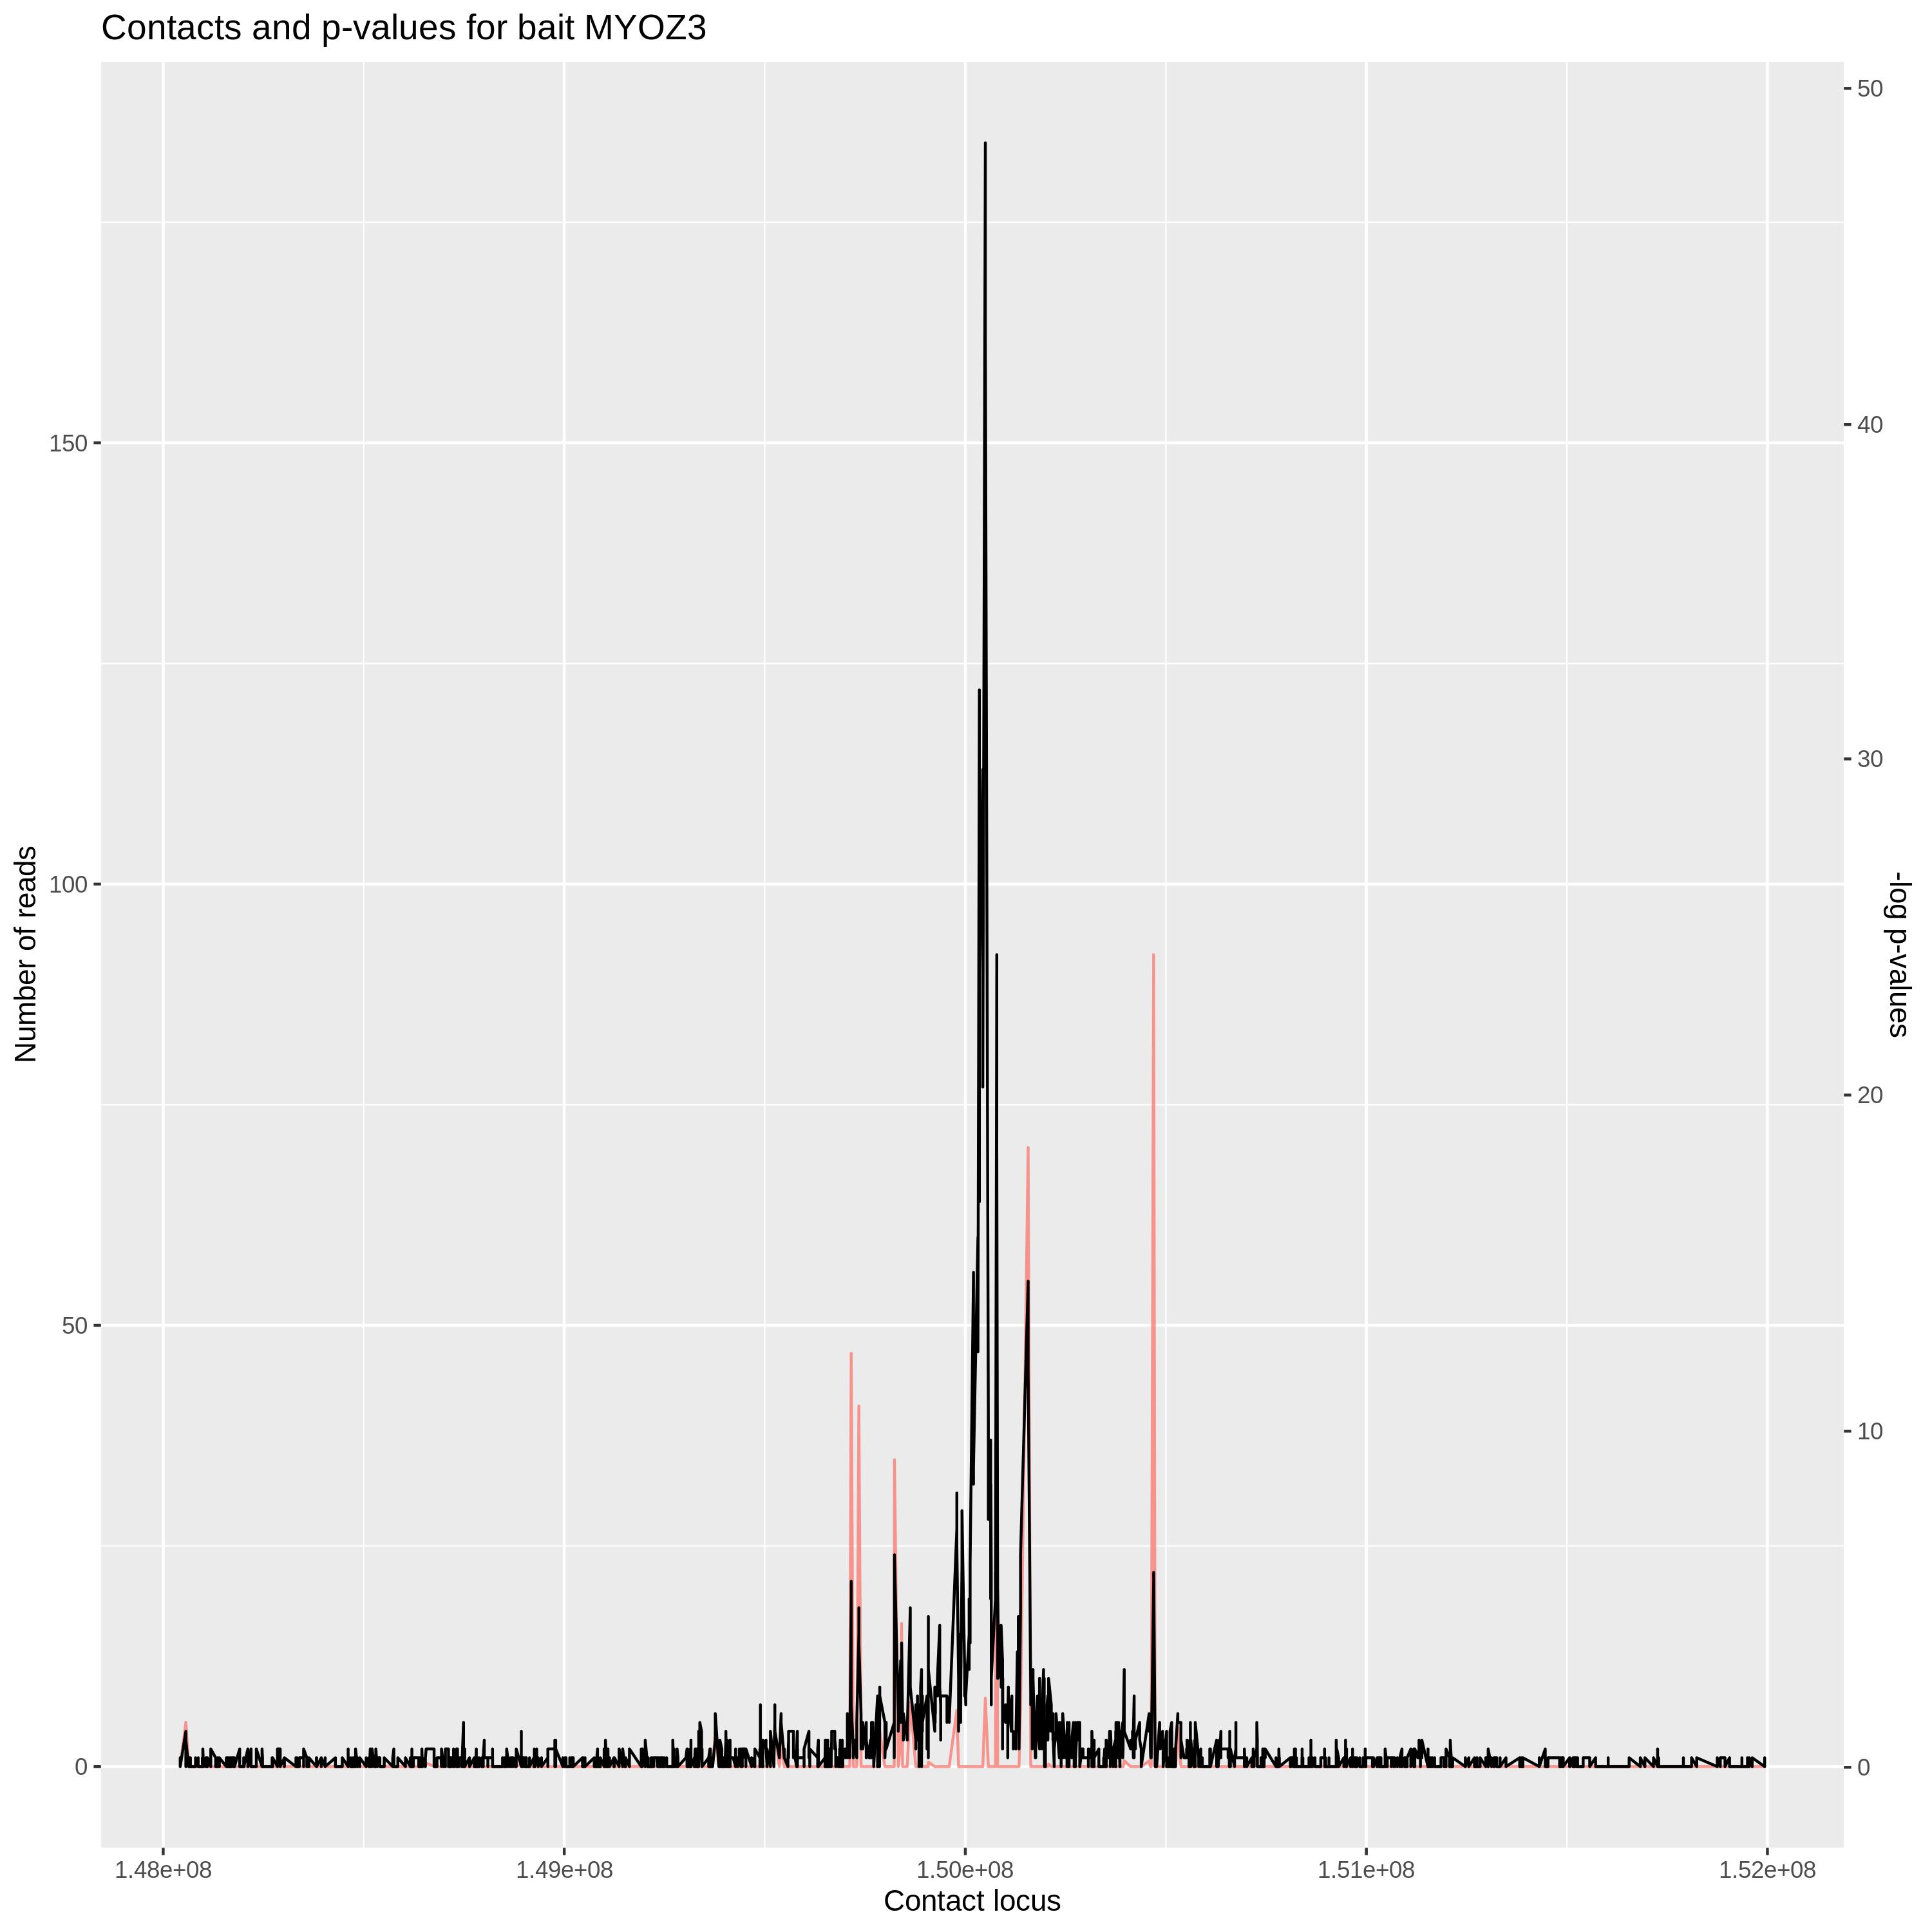 Contacts and p-values for bait MYOZ3
50
40
150
30
100
Number of reads
-log p-values
20
50
10
0
0
1.48e+08
1.49e+08
1.50e+08
1.51e+08
1.52e+08
Contact locus